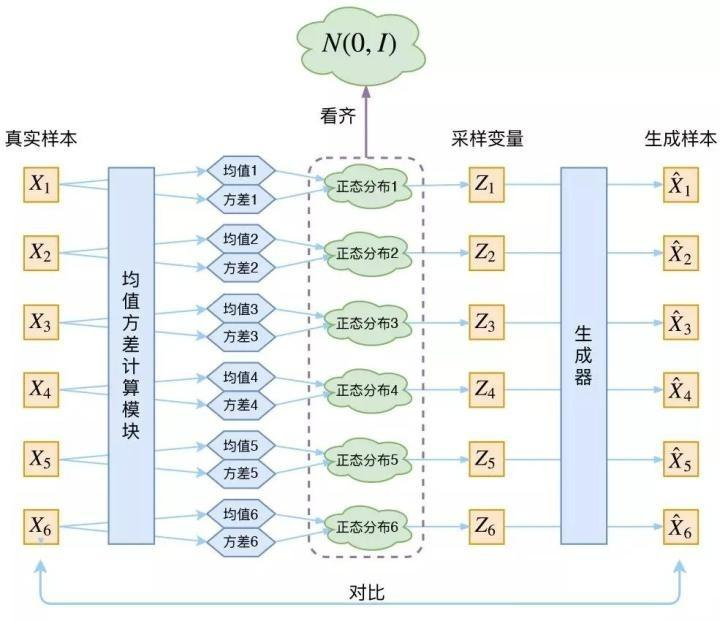 N(0, I)
看齐
真实样本
采样变量
生成样本
X₁
均值1
方差1
正态分布1
Z₁
X̂₁
X₂
均值2
方差2
正态分布2
Z₂
X̂₂
X₃
均值3
方差3
正态分布3
Z₃
X̂₃
X₄
均值4
方差4
正态分布4
Z₄
X̂₄
X₅
均值5
方差5
正态分布5
Z₅
X̂₅
X₆
均值6
方差6
正态分布6
Z₆
X̂₆
均值方差计算模块
生成器
对比